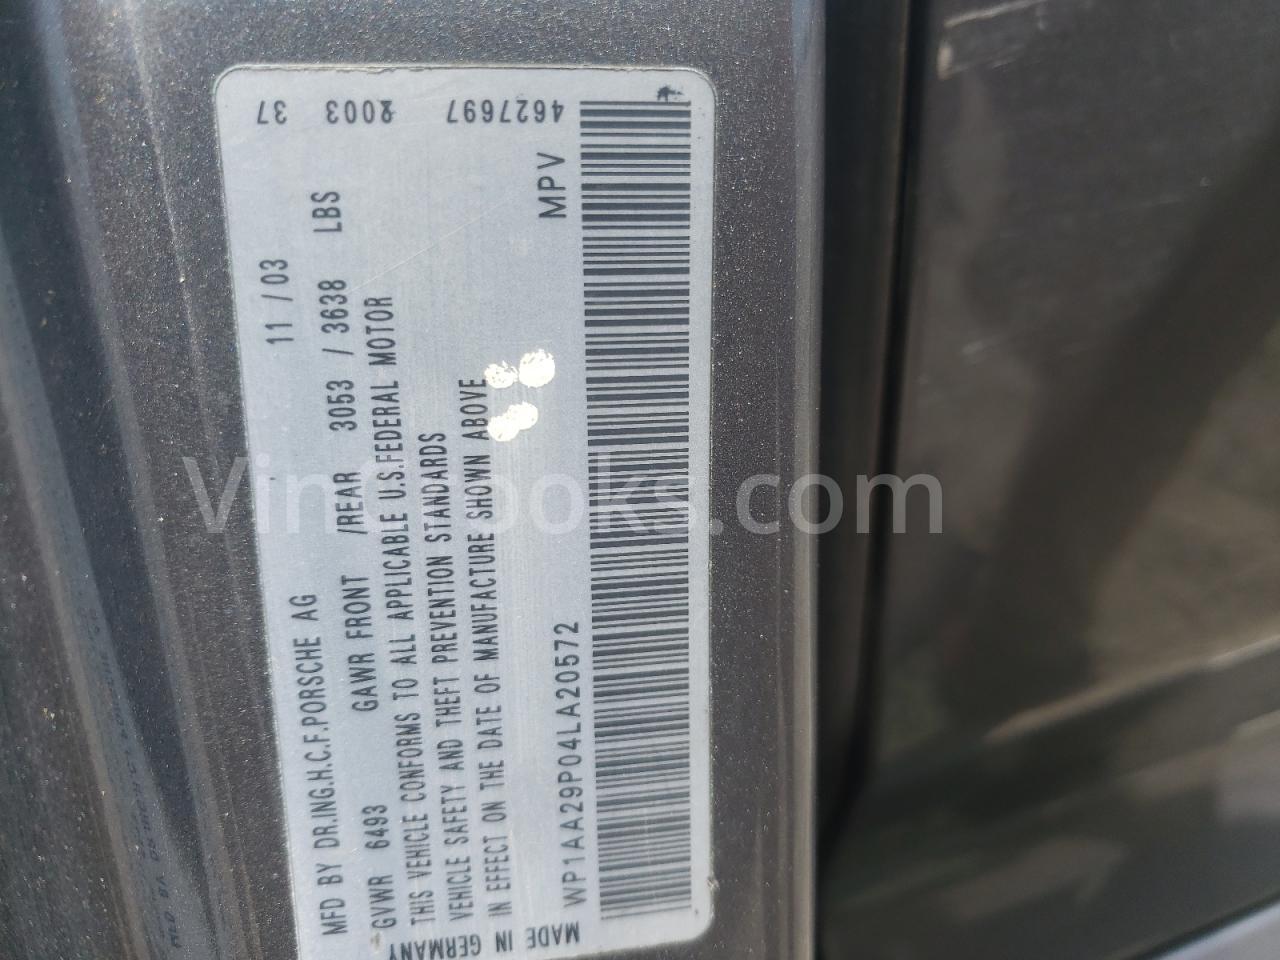 MFD BY DR.ING.H.C.F.PORSCHE AG 11 / 03
GVWR 6493 GAWR FRONT /REAR 3053 / 3638 LBS
THIS VEHICLE CONFORMS TO ALL APPLICABLE U.S.FEDERAL MOTOR
VEHICLE SAFETY AND THEFT PREVENTION STANDARDS
IN EFFECT ON THE DATE OF MANUFACTURE SHOWN ABOVE
WP1AA29P04LA20572 MPV
MADE IN GERMANY
4627697 2003 37
VinCrooks.com